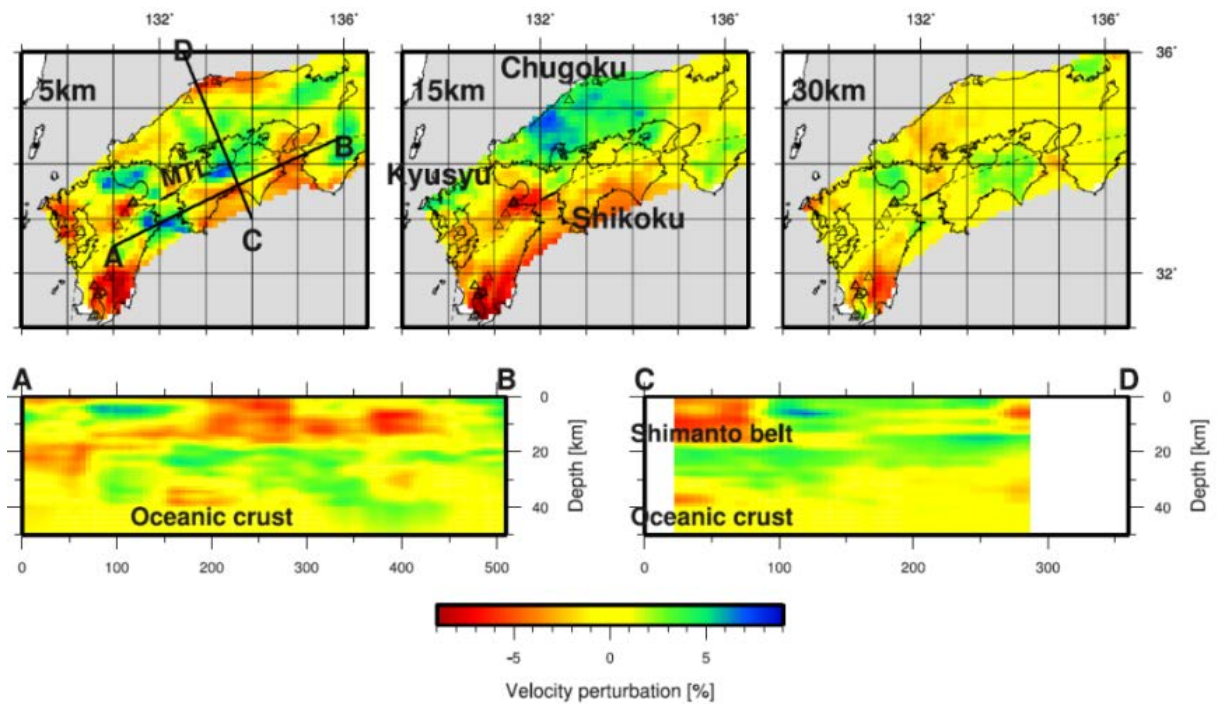 132° 136° 132° 136° 132° 136°
D
5km
MTL
B
C
A
Chugoku
15km
Kyusyu
Shikoku
30km
36°
32°
A B
0
20
40
Depth [km]
Oceanic crust
0 100 200 300 400 500
C D
0
20
40
Depth [km]
Shimanto belt
Oceanic crust
0 100 200 300
-5 0 5
Velocity perturbation [%]